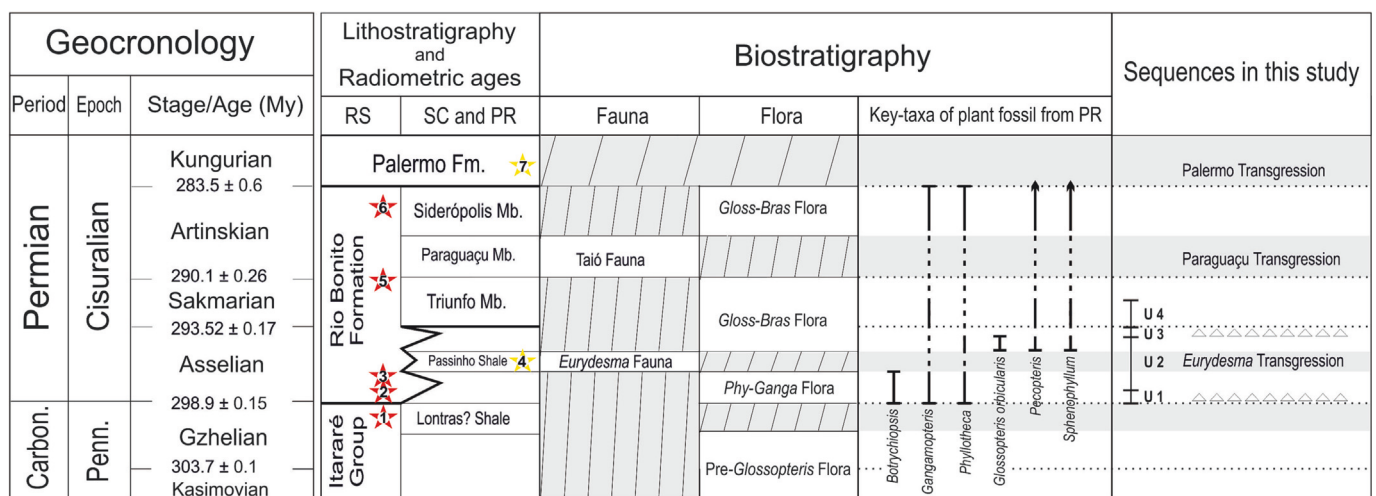 Geocronology
Lithostratigraphy
and
Radiometric ages
Biostratigraphy
Sequences in this study
Period
Epoch
Stage/Age (My)
RS
SC and PR
Fauna
Flora
Key-taxa of plant fossil from PR
Permian
Carbon.
Cisuralian
Penn.
Kungurian
283.5 ± 0.6
Artinskian
290.1 ± 0.26
Sakmarian
293.52 ± 0.17
Asselian
298.9 ± 0.15
Gzhelian
303.7 ± 0.1
Kasimovian
Palermo Fm.
7
Rio Bonito
Formation
Itararé
Group
6
5
3
2
1
Siderópolis Mb.
Paraguaçu Mb.
Triunfo Mb.
Passinho Shale
4
Lontras? Shale
Taió Fauna
Eurydesma Fauna
Gloss-Bras Flora
Gloss-Bras Flora
Phy-Ganga Flora
Pre-Glossopteris Flora
Botrychiopsis
Gangamopteris
Phyllotheca
Glossopteris orbicularis
Pecopteris
Sphenephyllum
Palermo Transgression
Paraguaçu Transgression
U 4
U 3
U 2
Eurydesma Transgression
U 1